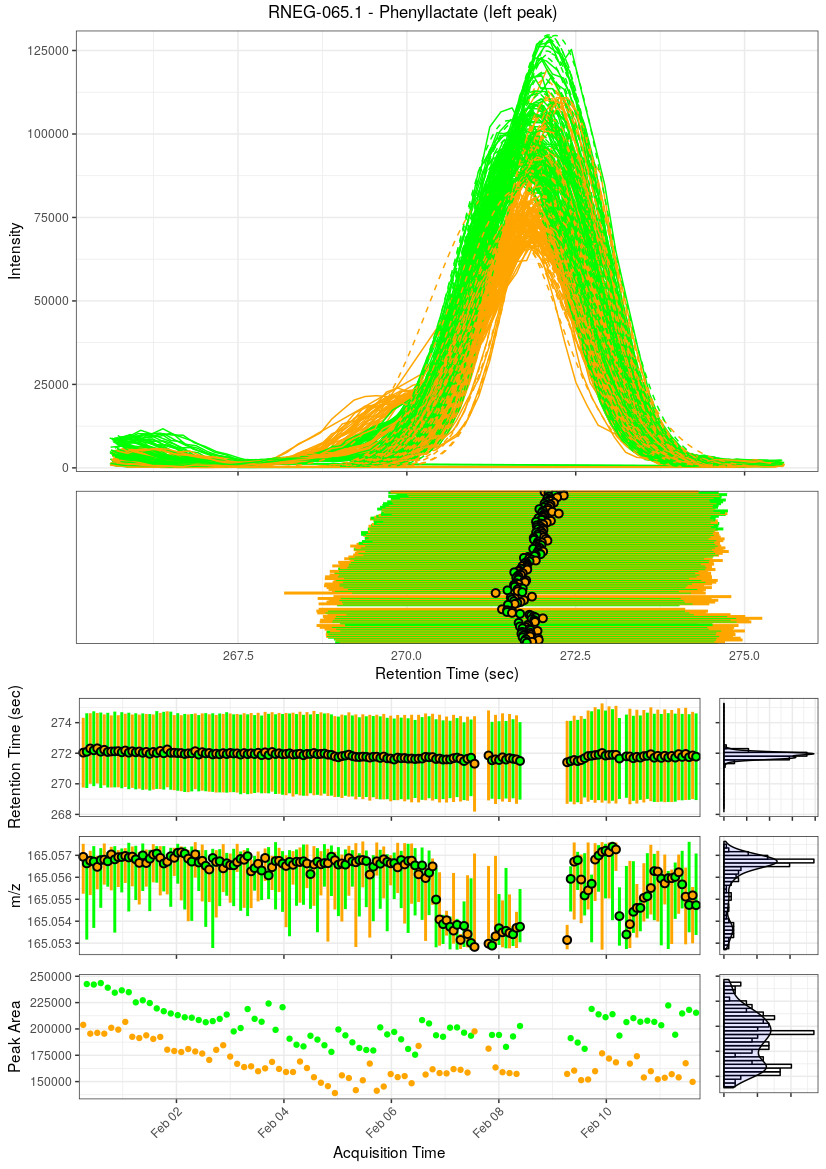 RNEG-065.1 - Phenyllactate (left peak)
125000
100000
75000
50000
25000
0
Intensity
267.5
270.0
272.5
275.0
Retention Time (sec)
274
272
270
268
Retention Time (sec)
165.057
165.056
165.055
165.054
165.053
m/z
250000
225000
200000
175000
150000
Peak Area
Feb 02
Feb 04
Feb 06
Feb 08
Feb 10
Acquisition Time